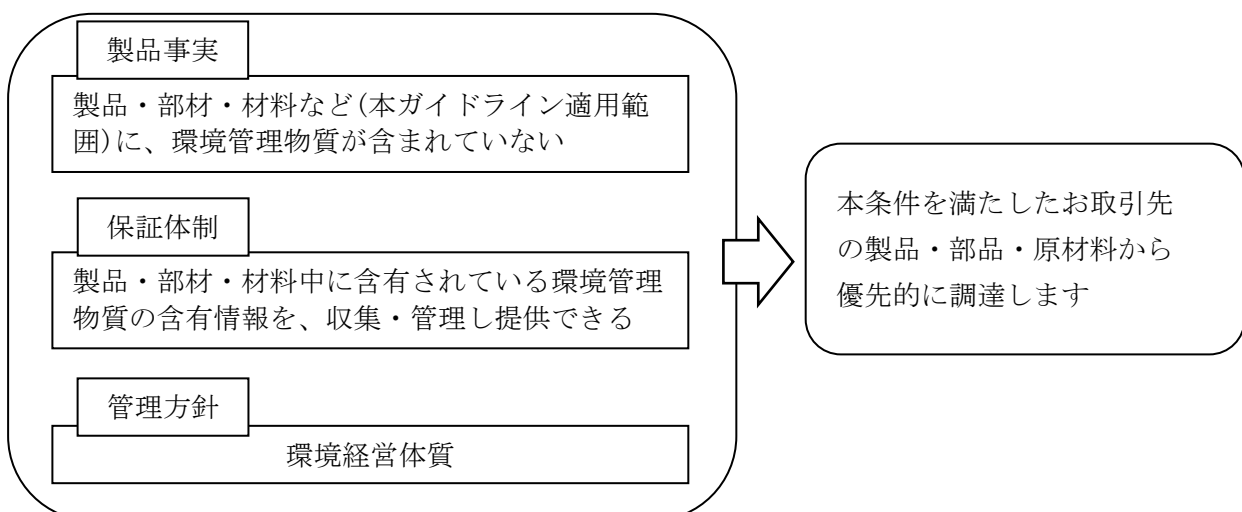 製品事実
製品・部材・材料など(本ガイドライン適用範
囲)に、環境管理物質が含まれていない
保証体制
製品・部材・材料中に含有されている環境管理
物質の含有情報を、収集・管理し提供できる
管理方針
環境経営体質
本条件を満たしたお取引先
の製品・部品・原材料から
優先的に調達します